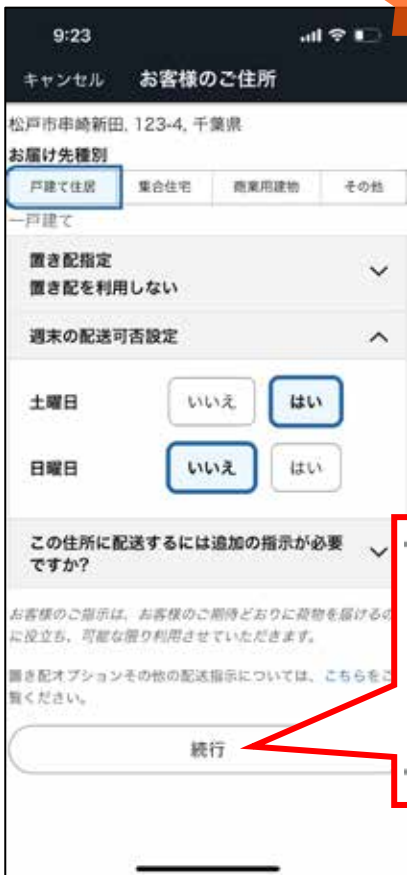 9:23
キャンセル お客様のご住所
松戸市串崎新田, 123-4, 千葉県
お届け先種別
戸建て住居 集合住宅 商業用建物 その他
一戸建て
置き配指定
置き配を利用しない
週末の配送可否設定
土曜日 いいえ はい
日曜日 いいえ はい
この住所に配送するには追加の指示が必要
ですか?
お客様のご指示は、お客様のご期待どおりに荷物を届けるの
に役立ち、可能な限り利用させていただきます。
置き配オプションその他の配送指示については、こちらをご
覧ください。
続行